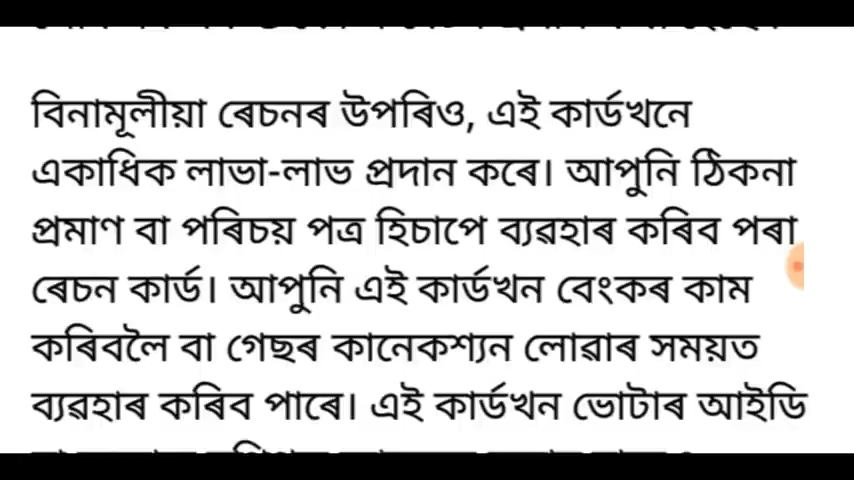 বিনামূলীয়া ৰেচনৰ উপৰিও, এই কাৰ্ডখনে
একাধিক লাভা-লাভ প্ৰদান কৰে। আপুনি ঠিকনা
প্ৰমাণ বা পৰিচয় পত্ৰ হিচাপে ব্যৱহাৰ কৰিব পৰা
ৰেচন কাৰ্ড। আপুনি এই কাৰ্ডখন বেংকৰ কাম
কৰিবলৈ বা গেছৰ কানেকশ্যন লোৱাৰ সময়ত
ব্যৱহাৰ কৰিব পাৰে। এই কাৰ্ডখন ভোটাৰ আইডি